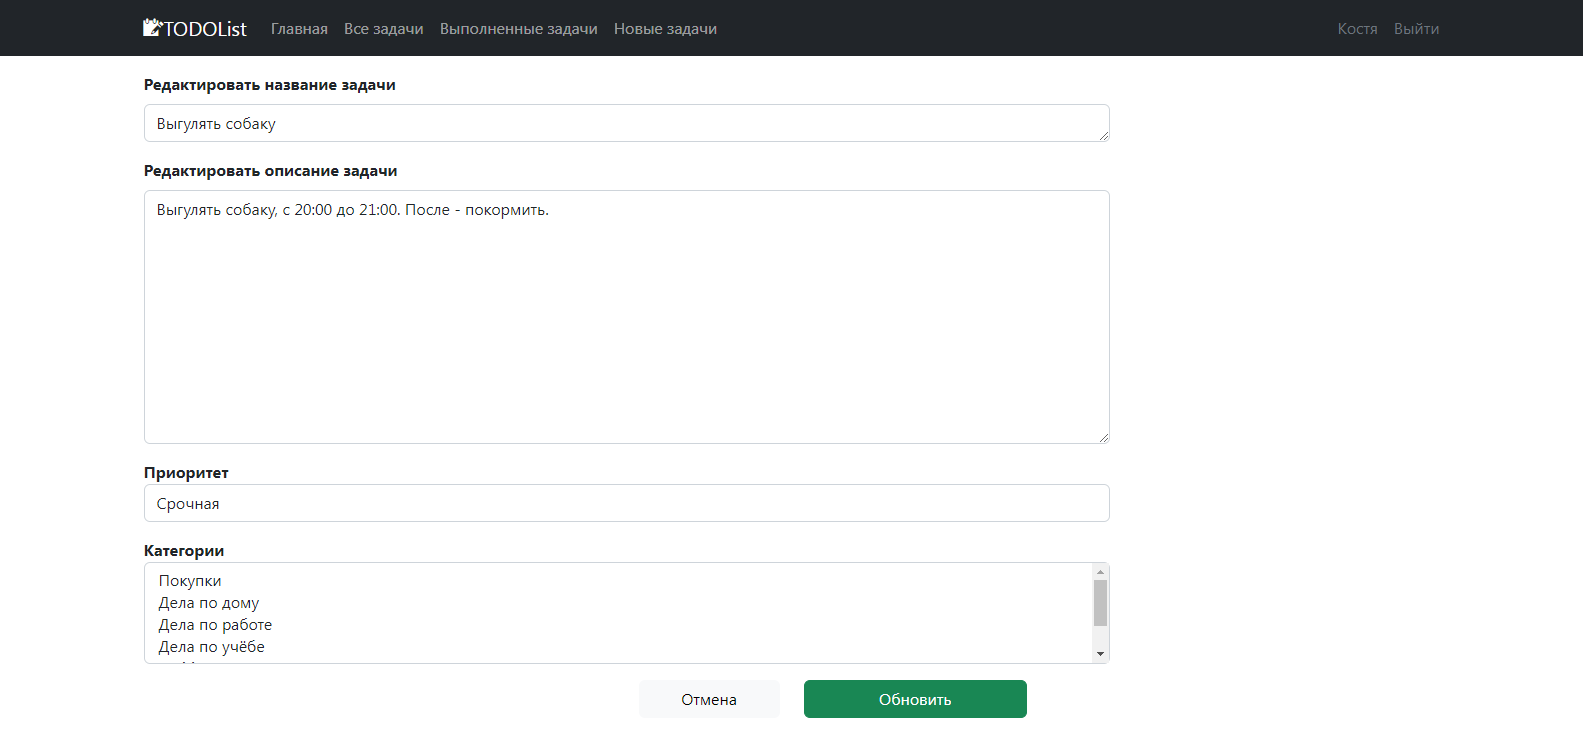 TODOList Главная Все задачи Выполненные задачи Новые задачи Костя Выйти
Редактировать название задачи
Выгулять собаку
Редактировать описание задачи
Выгулять собаку, с 20:00 до 21:00. После - покормить.
Приоритет
Срочная
Категории
Покупки
Дела по дому
Дела по работе
Дела по учёбе
Отмена Обновить